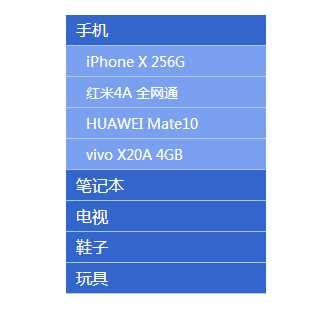 手机
iPhone X 256G
红米4A 全网通
HUAWEI Mate10
vivo X20A 4GB
笔记本
电视
鞋子
玩具